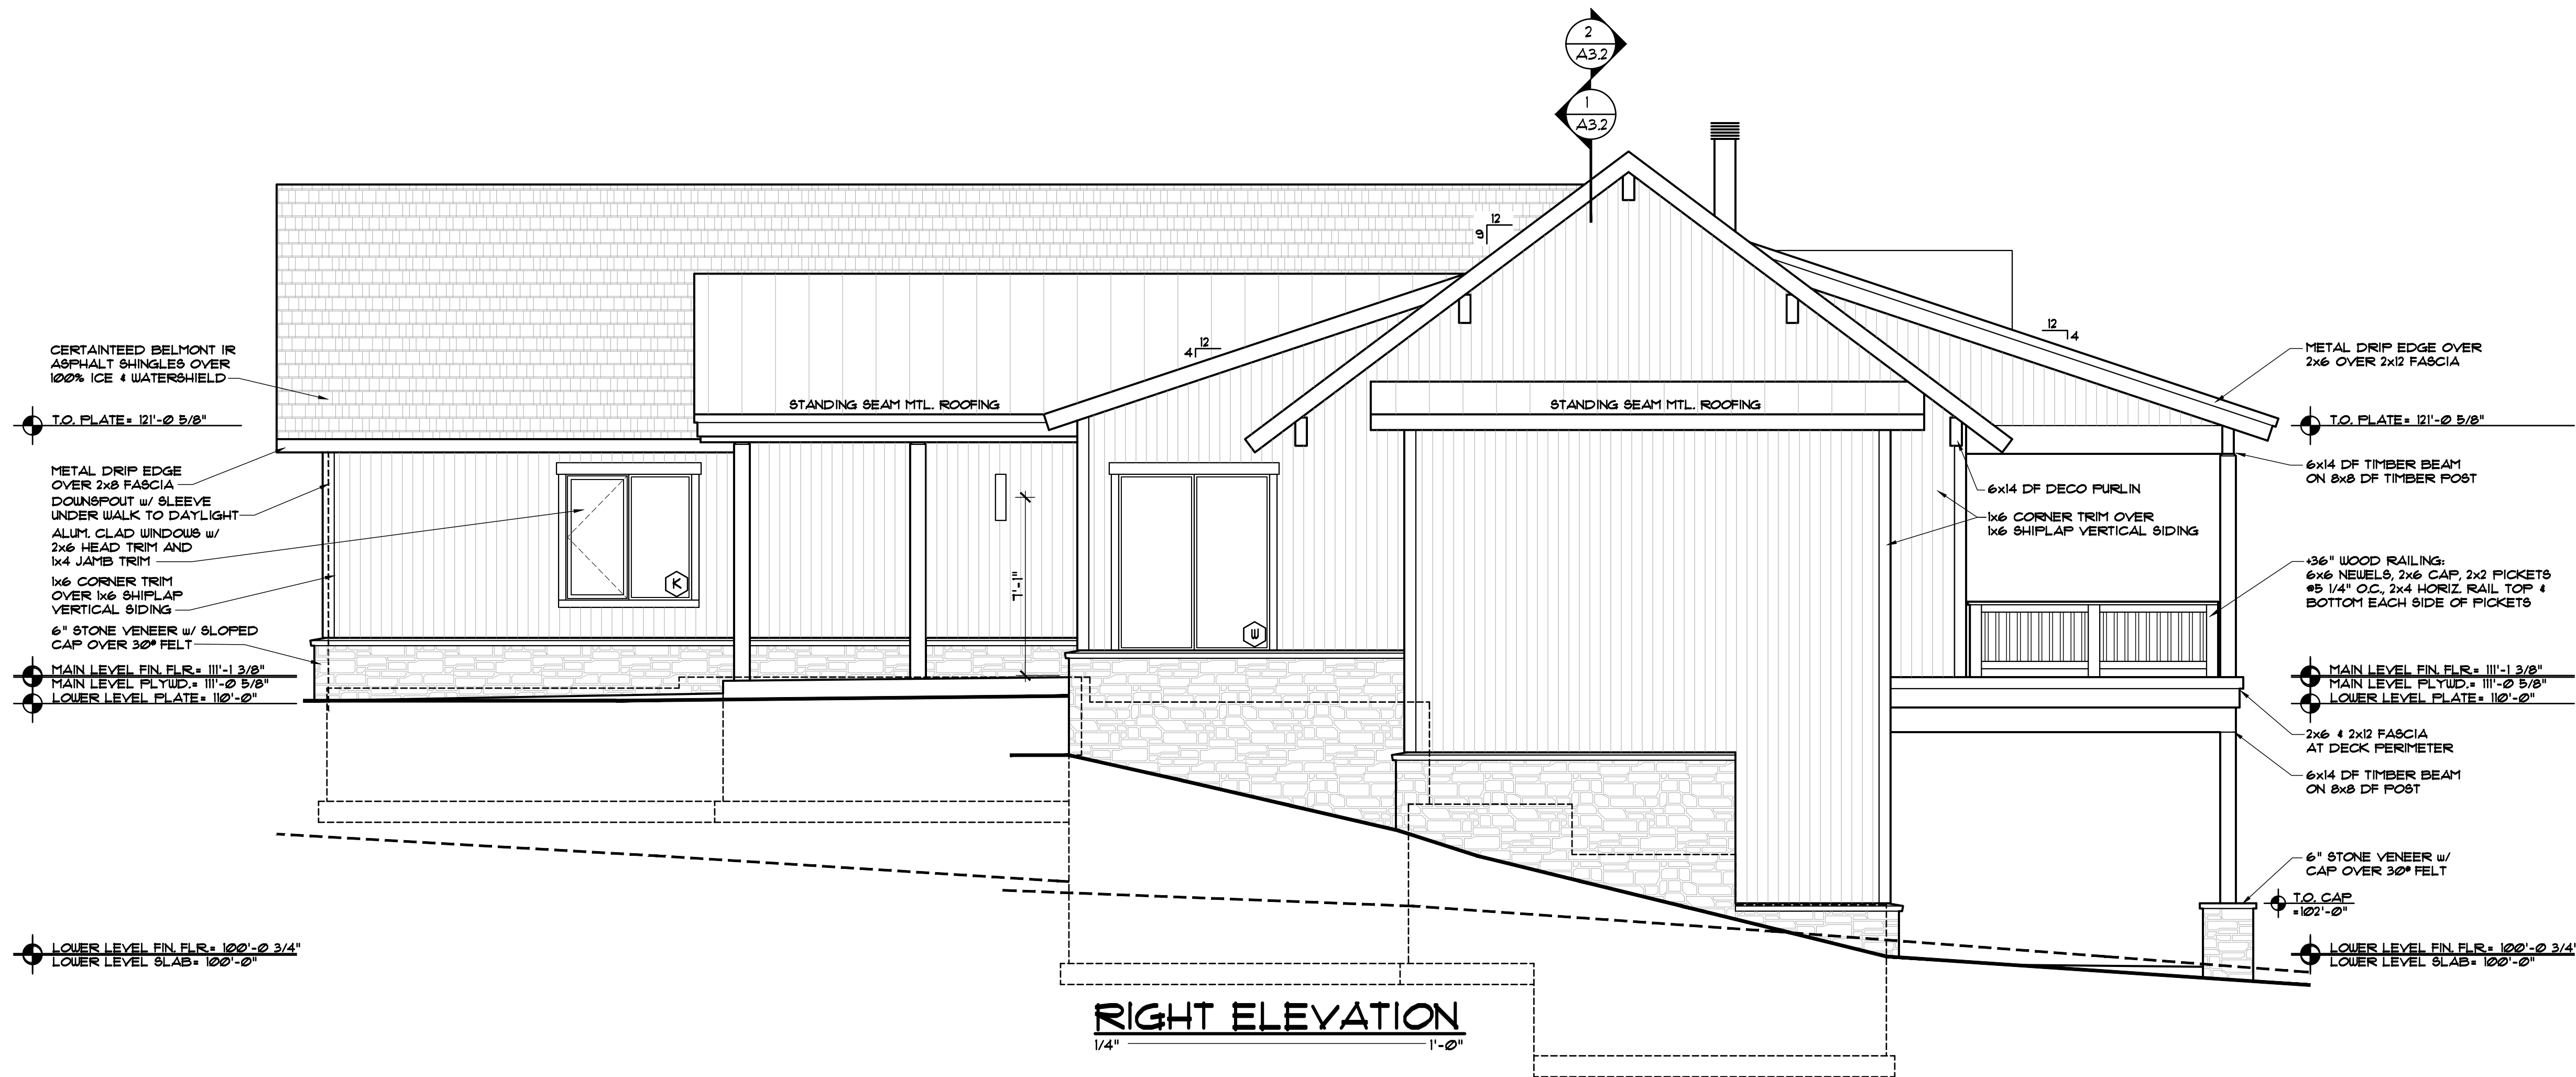 2
A3.2
1
A3.2
12
9
12
4
12
4
CERTAINTEED BELMONT IR
ASPHALT SHINGLES OVER
100% ICE & WATERSHIELD
T.O. PLATE= 121'-0 5/8"
METAL DRIP EDGE
OVER 2x8 FASCIA
DOWNSPOUT w/ SLEEVE
UNDER WALK TO DAYLIGHT
ALUM. CLAD WINDOWS w/
2x6 HEAD TRIM AND
1x4 JAMB TRIM
1x6 CORNER TRIM
OVER 1x6 SHIPLAP
VERTICAL SIDING
6" STONE VENEER w/ SLOPED
CAP OVER 30# FELT
MAIN LEVEL FIN. FLR.= 111'-1 3/8"
MAIN LEVEL PLYWD.= 111'-0 5/8"
LOWER LEVEL PLATE= 110'-0"
LOWER LEVEL FIN. FLR.= 100'-0 3/4"
LOWER LEVEL SLAB= 100'-0"
STANDING SEAM MTL. ROOFING
STANDING SEAM MTL. ROOFING
K
7'-1"
W
6x14 DF DECO PURLIN
1x6 CORNER TRIM OVER
1x6 SHIPLAP VERTICAL SIDING
METAL DRIP EDGE OVER
2x6 OVER 2x12 FASCIA
T.O. PLATE= 121'-0 5/8"
6x14 DF TIMBER BEAM
ON 8x8 DF TIMBER POST
+36" WOOD RAILING:
6x6 NEWELS, 2x6 CAP, 2x2 PICKETS
@5 1/4" O.C., 2x4 HORIZ. RAIL TOP &
BOTTOM EACH SIDE OF PICKETS
MAIN LEVEL FIN. FLR.= 111'-1 3/8"
MAIN LEVEL PLYWD.= 111'-0 5/8"
LOWER LEVEL PLATE= 110'-0"
2x6 & 2x12 FASCIA
AT DECK PERIMETER
6x14 DF TIMBER BEAM
ON 8x8 DF POST
6" STONE VENEER w/
CAP OVER 30# FELT
T.O. CAP
=102'-0"
LOWER LEVEL FIN. FLR.= 100'-0 3/4"
LOWER LEVEL SLAB= 100'-0"
RIGHT ELEVATION
1/4" 1'-0"